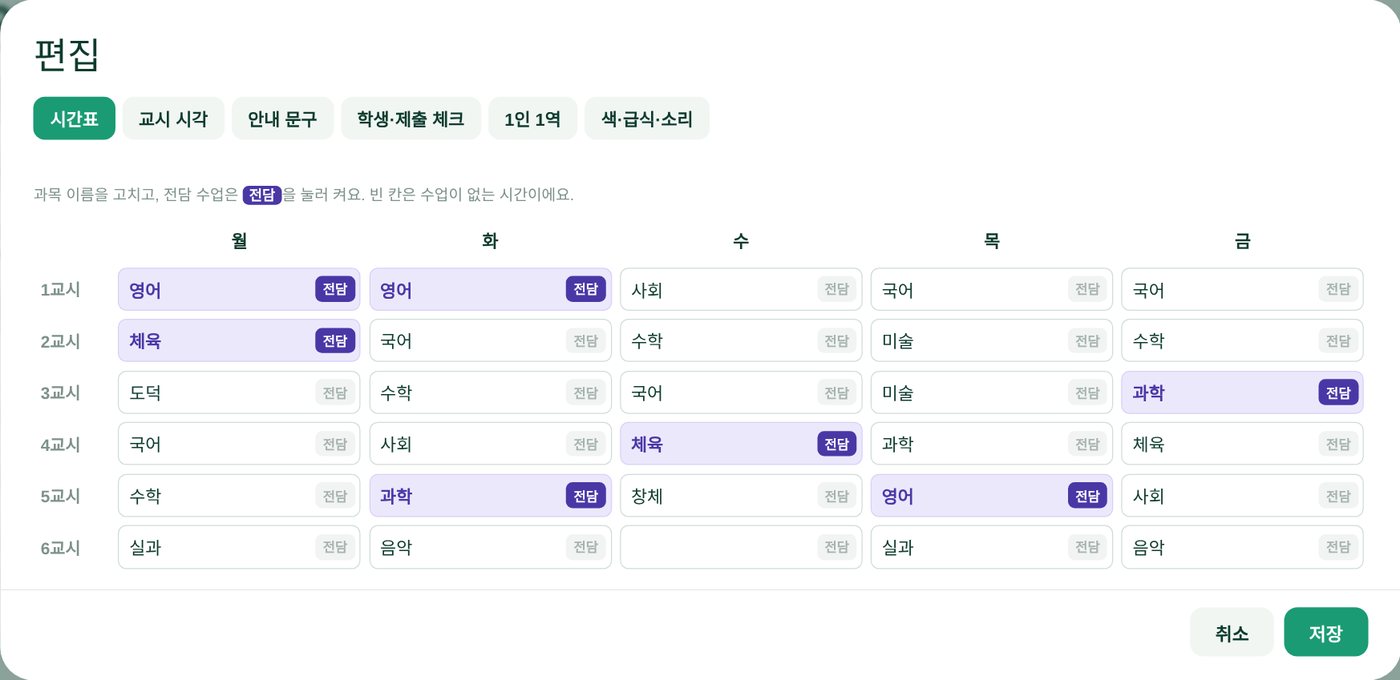 편집
시간표 교시 시각 안내 문구 학생·제출 체크 1인 1역 색·급식·소리
과목 이름을 고치고, 전담 수업은 전담을 눌러 켜요. 빈 칸은 수업이 없는 시간이에요.
월 화 수 목 금
1교시 영어 전담 영어 전담 사회 전담 국어 전담 국어 전담
2교시 체육 전담 국어 전담 수학 전담 미술 전담 수학 전담
3교시 도덕 전담 수학 전담 국어 전담 미술 전담 과학 전담
4교시 국어 전담 사회 전담 체육 전담 과학 전담 체육 전담
5교시 수학 전담 과학 전담 창체 전담 영어 전담 사회 전담
6교시 실과 전담 음악 전담 전담 실과 전담 음악 전담
취소 저장